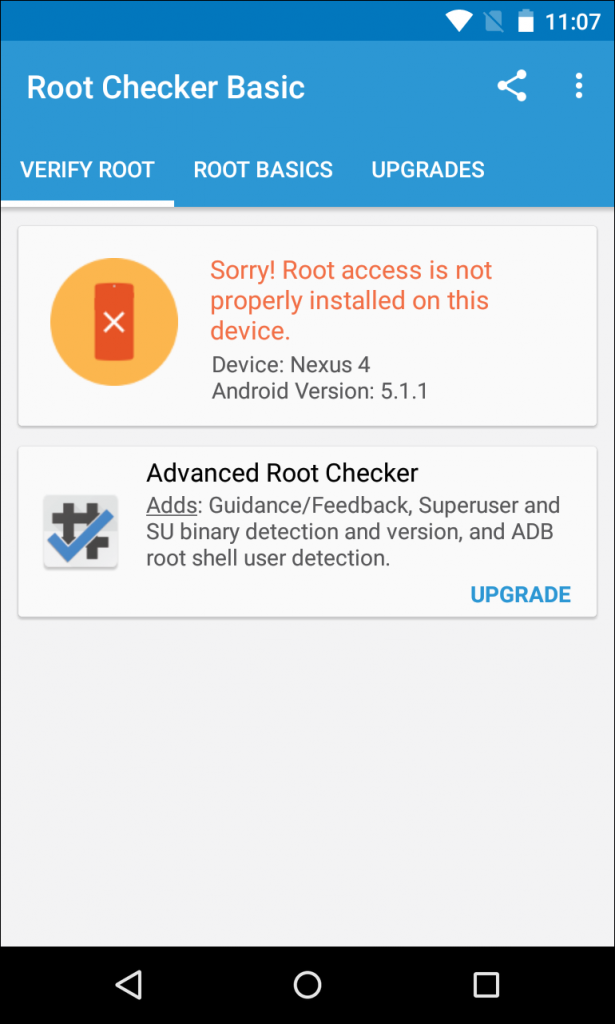 11:07
Root Checker Basic
VERIFY ROOT ROOT BASICS UPGRADES
Sorry! Root access is not
properly installed on this
device.
Device: Nexus 4
Android Version: 5.1.1
Advanced Root Checker
Adds: Guidance/Feedback, Superuser and
SU binary detection and version, and ADB
root shell user detection.
UPGRADE